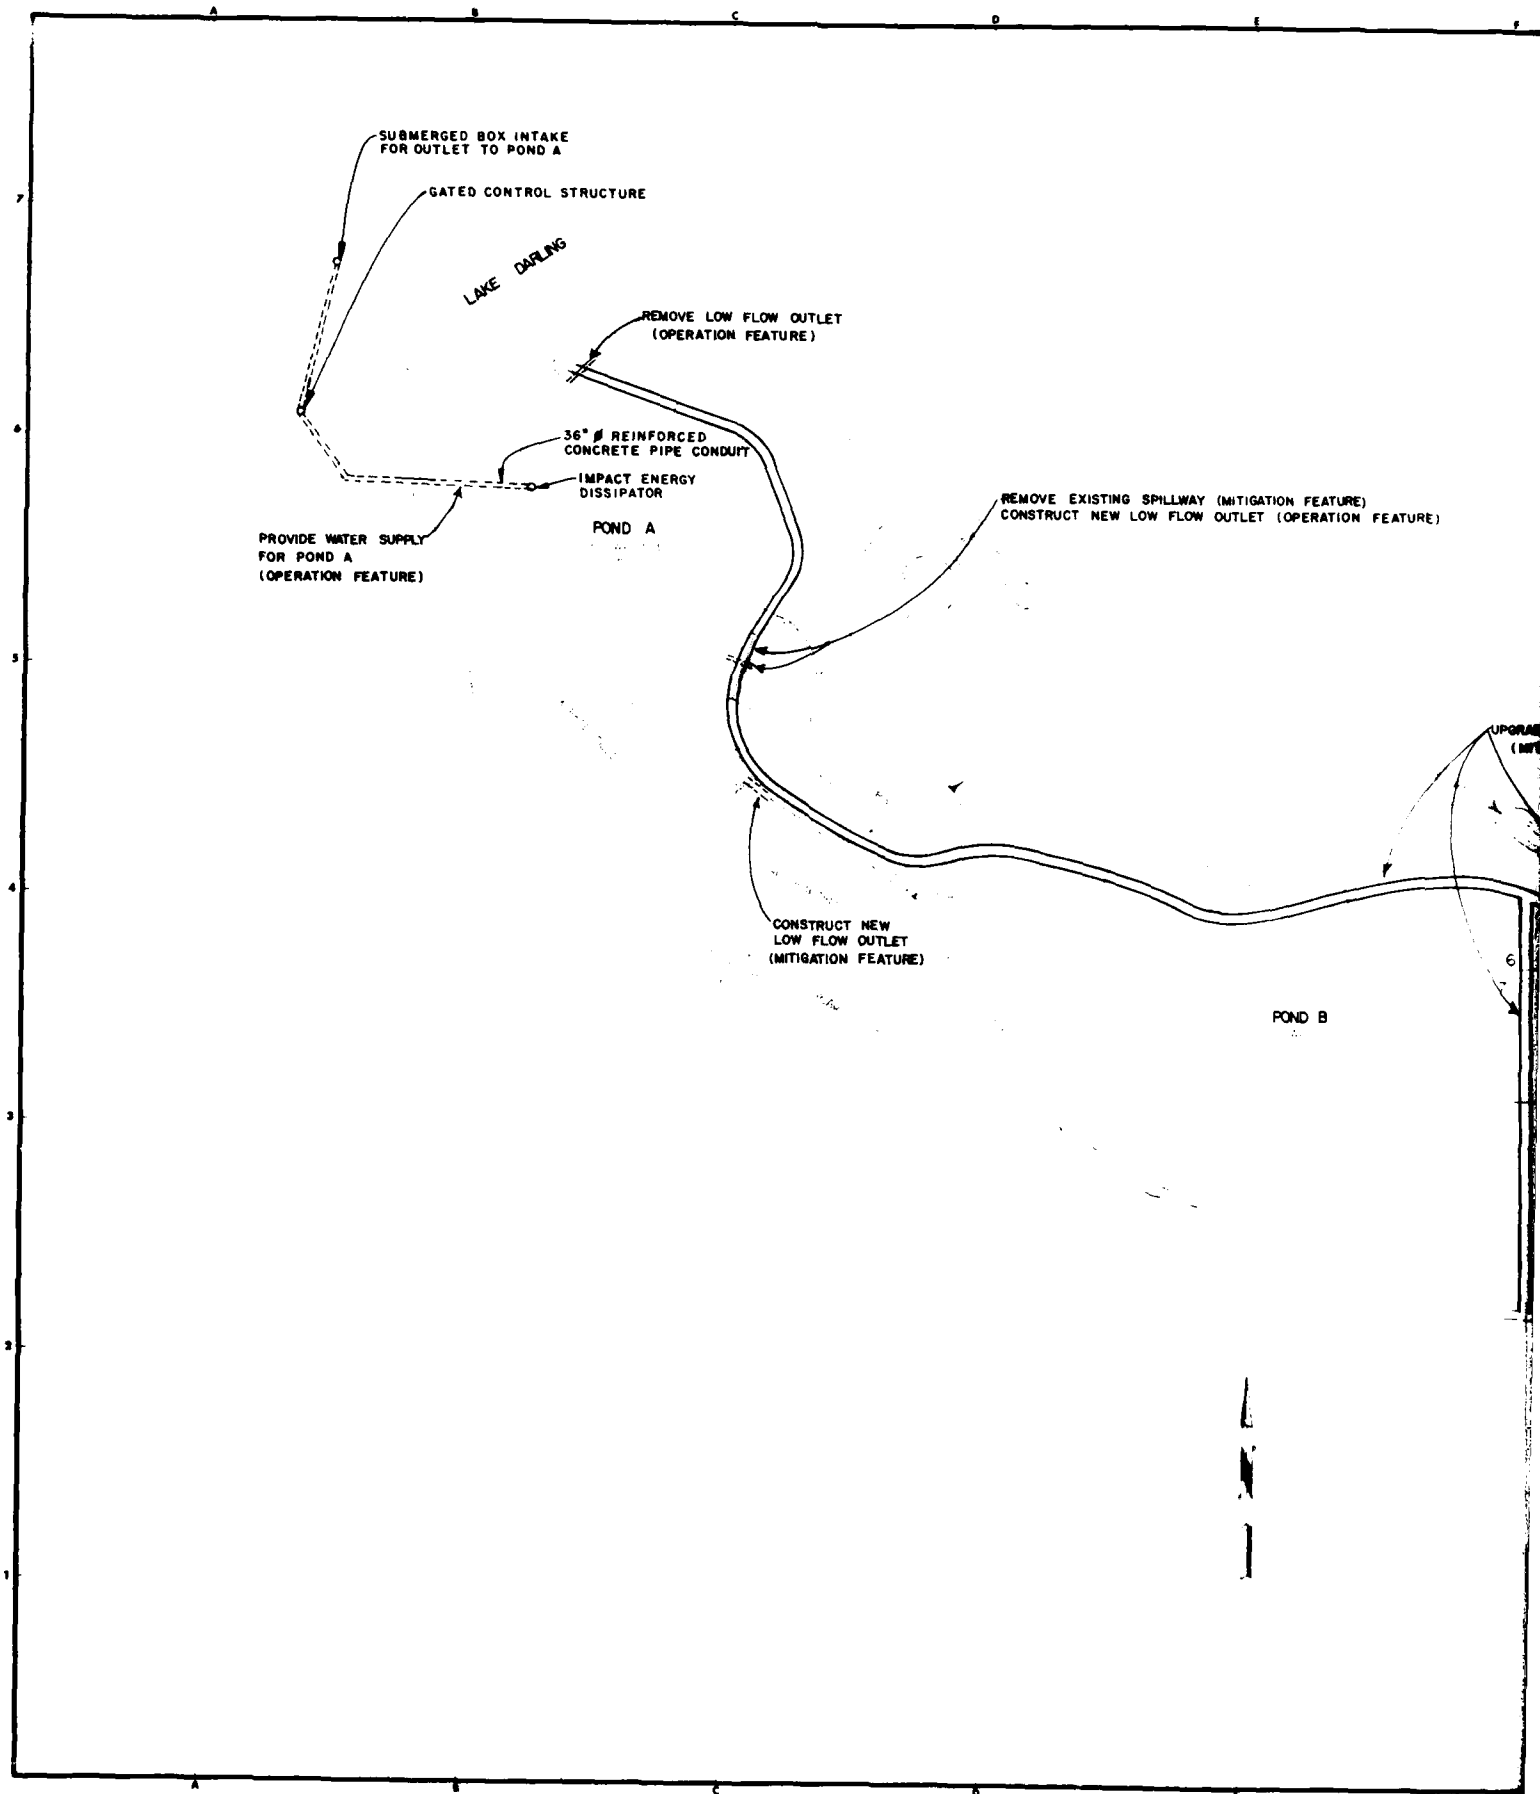 A B C D E F
SUBMERGED BOX INTAKE
FOR OUTLET TO POND A
7
GATED CONTROL STRUCTURE
LAKE DARLING
REMOVE LOW FLOW OUTLET
(OPERATION FEATURE)
6
36" Ø REINFORCED
CONCRETE PIPE CONDUIT
IMPACT ENERGY
DISSIPATOR
REMOVE EXISTING SPILLWAY (MITIGATION FEATURE)
CONSTRUCT NEW LOW FLOW OUTLET (OPERATION FEATURE)
POND A
PROVIDE WATER SUPPLY
FOR POND A
(OPERATION FEATURE)
5
4
CONSTRUCT NEW
LOW FLOW OUTLET
(MITIGATION FEATURE)
6
POND B
3
2
1
A B C D